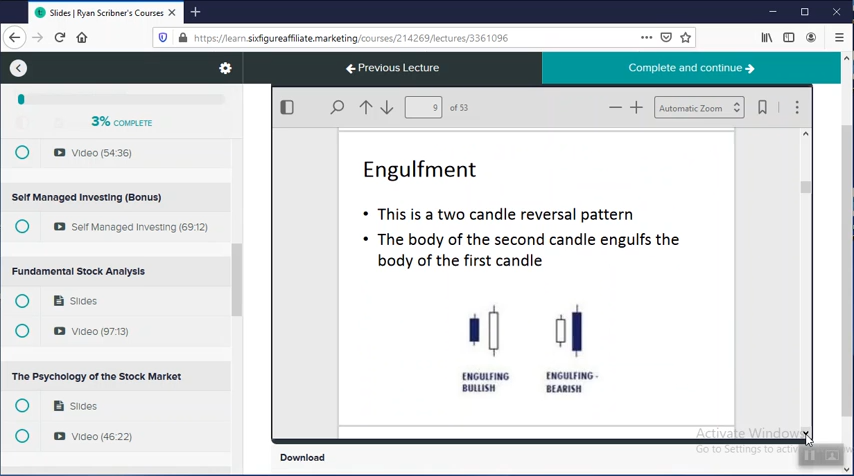 Slides | Ryan Scribner's Courses
https://learn.sixfigureaffiliate.marketing/courses/214269/lectures/3361096
Previous Lecture
Complete and continue
3% COMPLETE
Video (54:36)
Self Managed Investing (Bonus)
Self Managed Investing (69:12)
Fundamental Stock Analysis
Slides
Video (97:13)
The Psychology of the Stock Market
Slides
Video (46:22)
9 of 53
Automatic Zoom
Engulfment
• This is a two candle reversal pattern
• The body of the second candle engulfs the
body of the first candle
ENGULFING
BULLISH
ENGULFING -
BEARISH
Activate Windows
Go to Settings to activ
Download